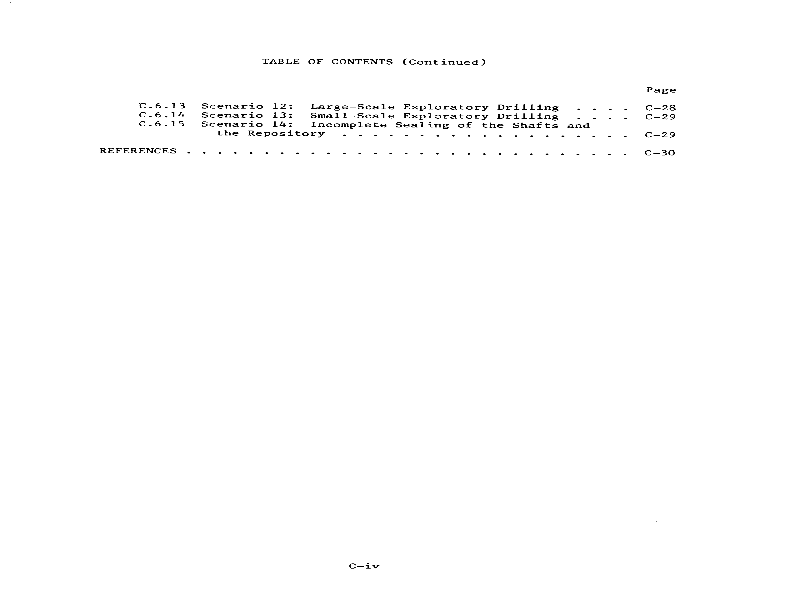 TABLE OF CONTENTS (Continued)
Page
C.6.13 Scenario 12: Large-Scale Exploratory Drilling . . . . C-28
C.6.14 Scenario 13: Small-Scale Exploratory Drilling . . . . C-29
C.6.15 Scenario 14: Incomplete Sealing of the Shafts and
the Repository . . . . . . . . . . . . . . . . . . . C-29
REFERENCES . . . . . . . . . . . . . . . . . . . . . . . . . . . . . C-30
C-iv